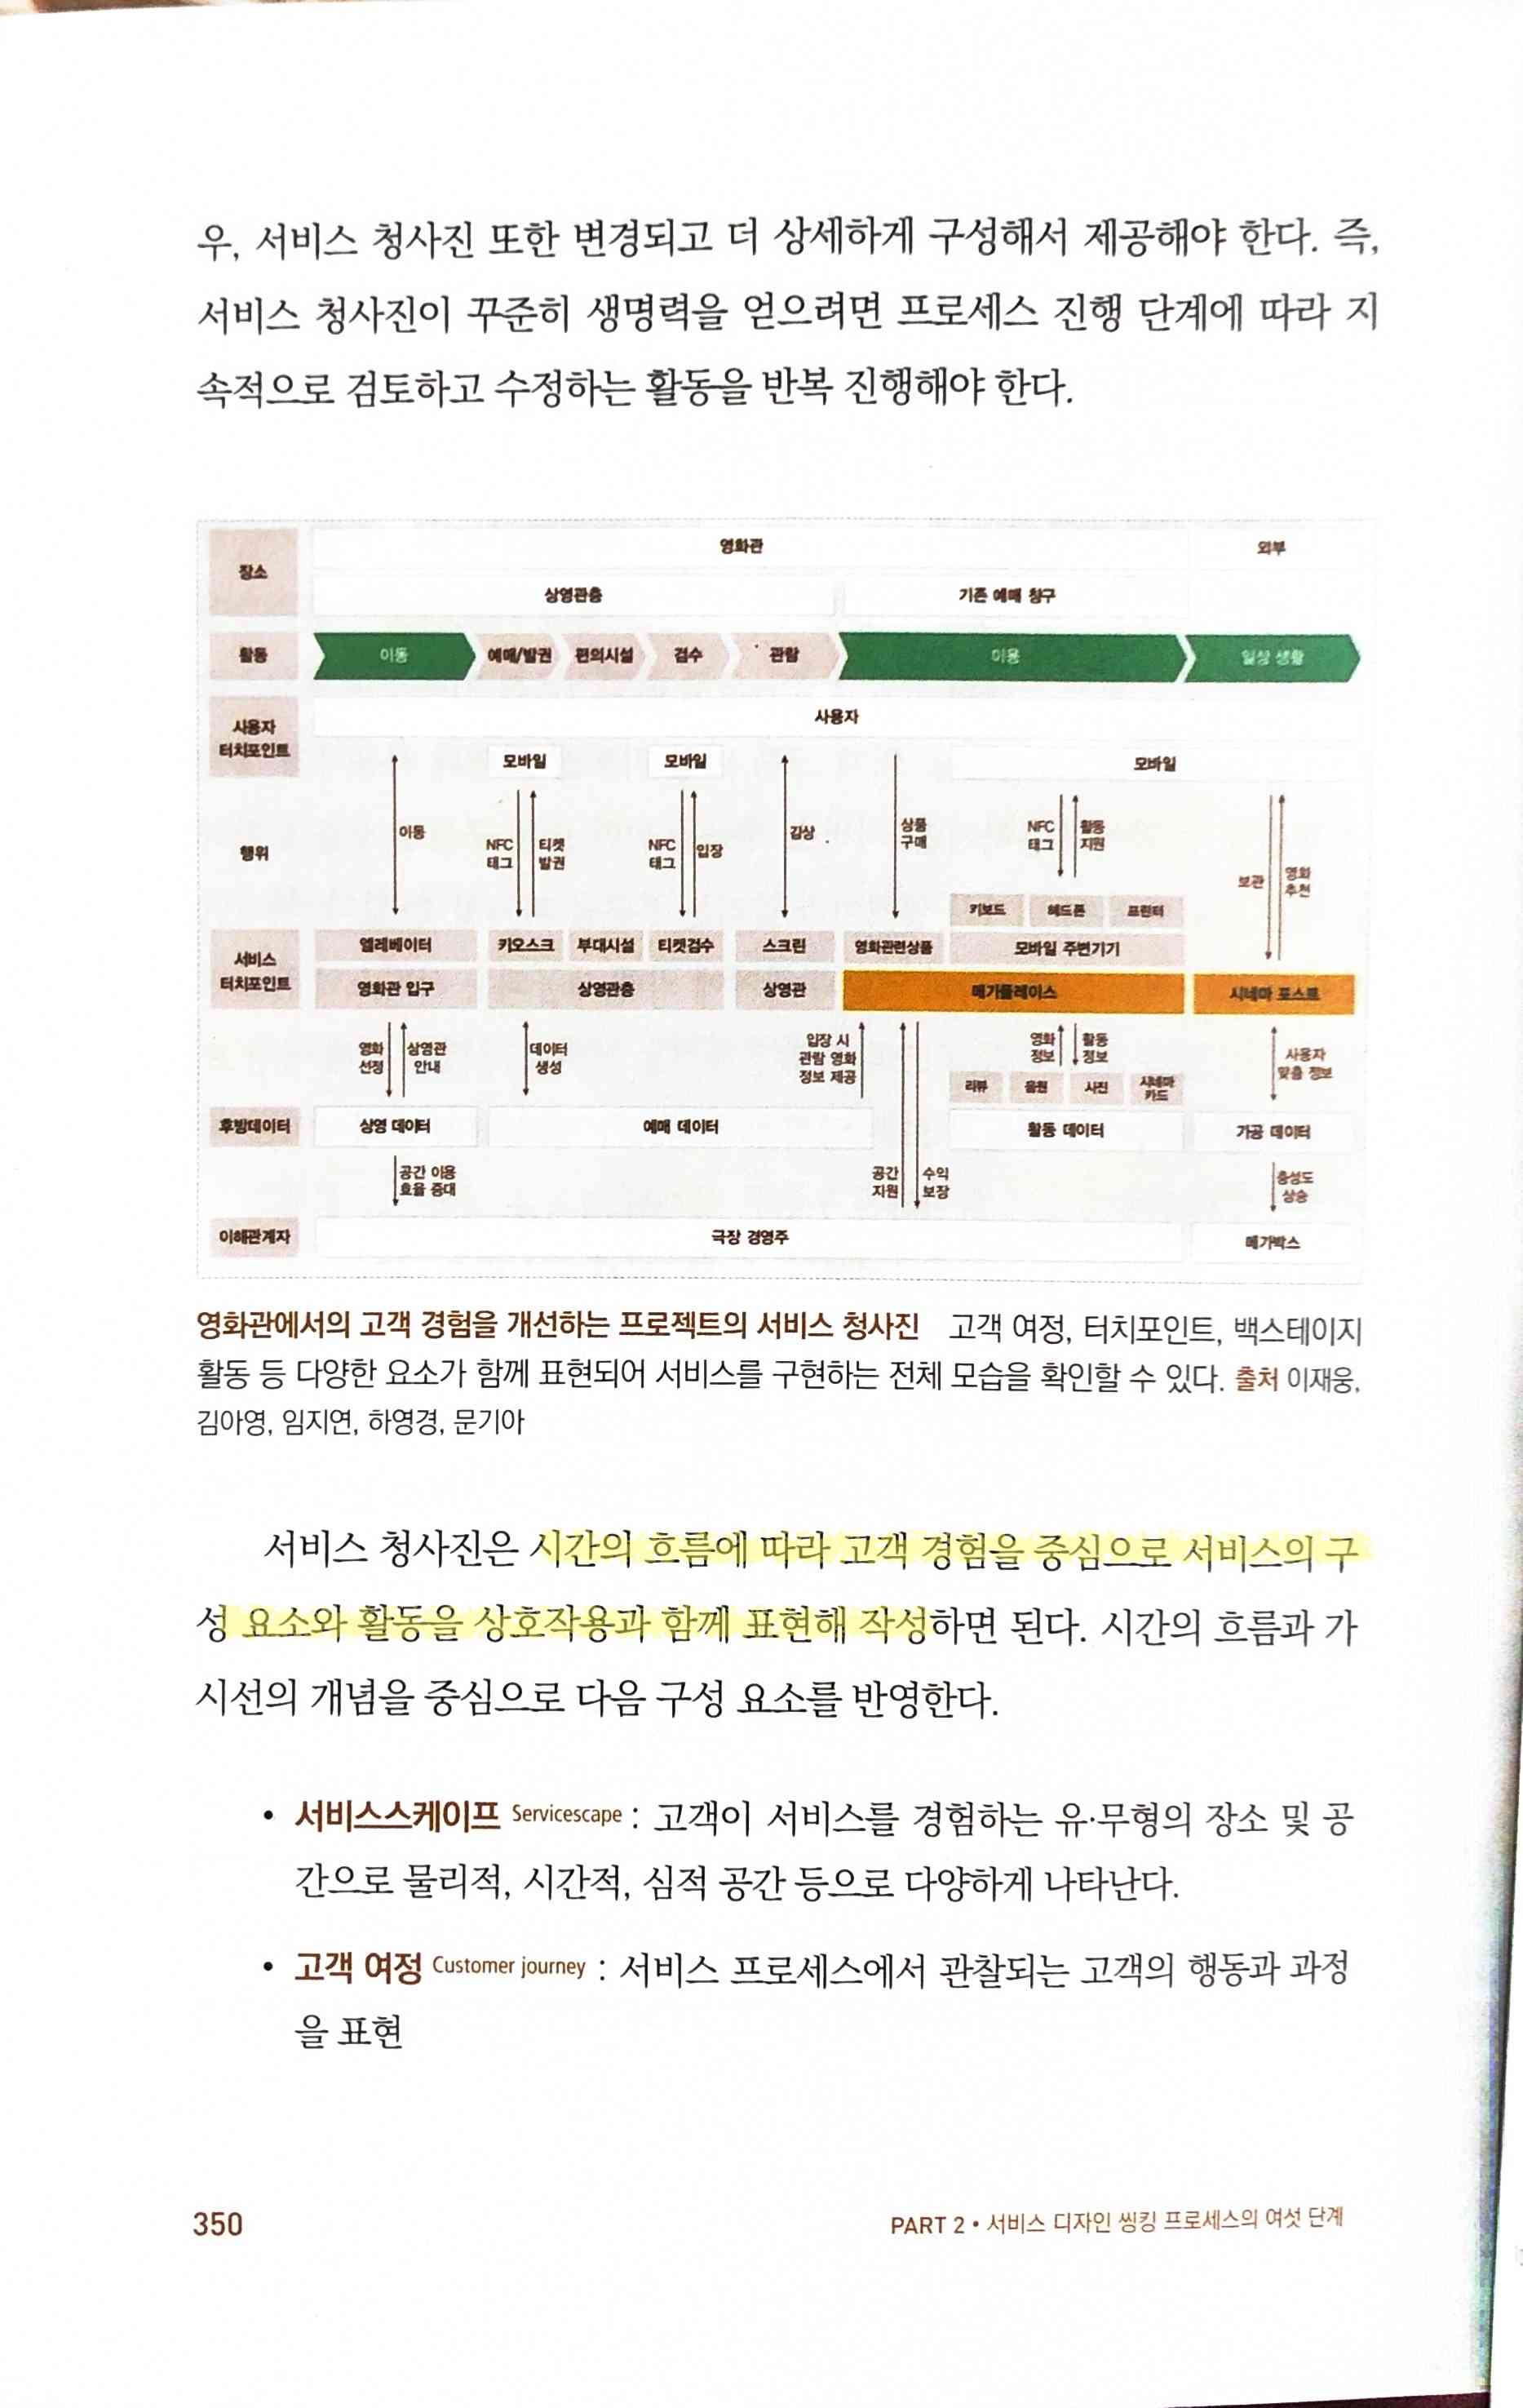 우, 서비스 청사진 또한 변경되고 더 상세하게 구성해서 제공해야 한다. 즉,
서비스 청사진이 꾸준히 생명력을 얻으려면 프로세스 진행 단계에 따라 지
속적으로 검토하고 수정하는 활동을 반복 진행해야 한다.
장소
영화관
외부
상영관층
기존 예매 창구
활동
이동
예매/발권
편의시설
검수
관람
이용
일상 생활
사용자
터치포인트
사용자
모바일
모바일
모바일
행위
이동
NFC
태그
티켓
발권
NFC
태그
입장
감상
상품
구매
NFC
태그
활동
지원
보관
영화
추천
키보드
헤드폰
프린터
서비스
터치포인트
엘레베이터
키오스크
부대시설
티켓검수
스크린
영화관련상품
모바일 주변기기
영화관 입구
상영관층
상영관
메가플레이스
시네마 포스트
영화
선정
상영관
안내
데이터
생성
입장 시
관람 영화
정보 제공
영화
정보
활동
정보
사용자
맞춤 정보
리뷰
음원
사진
시네마
카드
후방데이터
상영 데이터
예매 데이터
활동 데이터
가공 데이터
공간 이용
효율 증대
공간
지원
수익
보장
충성도
상승
이해관계자
극장 경영주
메가박스
영화관에서의 고객 경험을 개선하는 프로젝트의 서비스 청사진 고객 여정, 터치포인트, 백스테이지
활동 등 다양한 요소가 함께 표현되어 서비스를 구현하는 전체 모습을 확인할 수 있다. 출처 이재웅,
김아영, 임지연, 하영경, 문기아
서비스 청사진은 시간의 흐름에 따라 고객 경험을 중심으로 서비스의 구
성 요소와 활동을 상호작용과 함께 표현해 작성하면 된다. 시간의 흐름과 가
시선의 개념을 중심으로 다음 구성 요소를 반영한다.
• 서비스스케이프 Servicescape : 고객이 서비스를 경험하는 유·무형의 장소 및 공
간으로 물리적, 시간적, 심적 공간 등으로 다양하게 나타난다.
• 고객 여정 Customer journey : 서비스 프로세스에서 관찰되는 고객의 행동과 과정
을 표현
350
PART 2 • 서비스 디자인 씽킹 프로세스의 여섯 단계